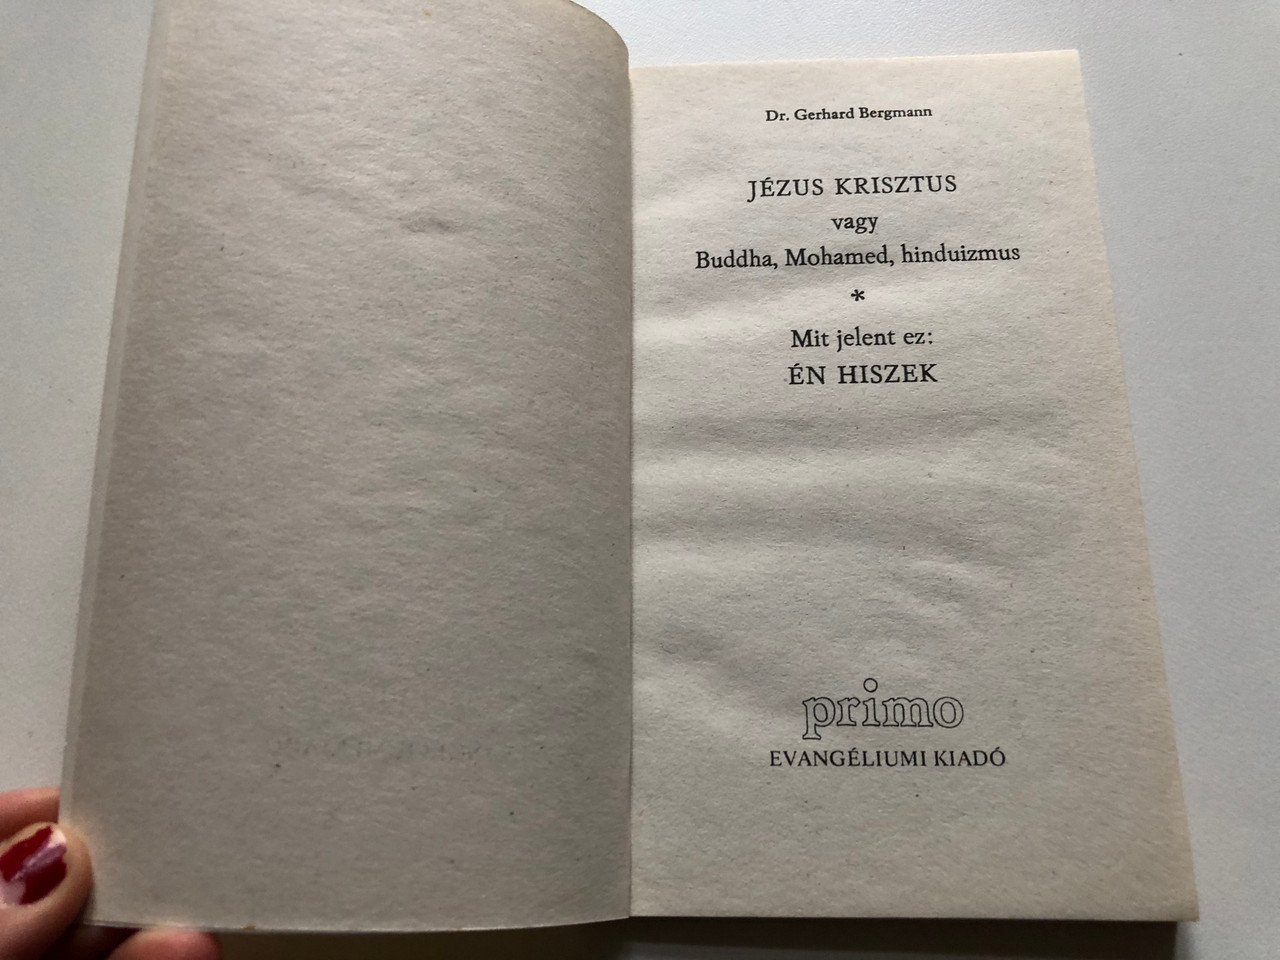 Dr. Gerhard Bergmann
JÉZUS KRISZTUS
vagy
Buddha, Mohamed, hinduizmus
*
Mit jelent ez:
ÉN HISZEK
primo
EVANGÉLIUMI KIADÓ